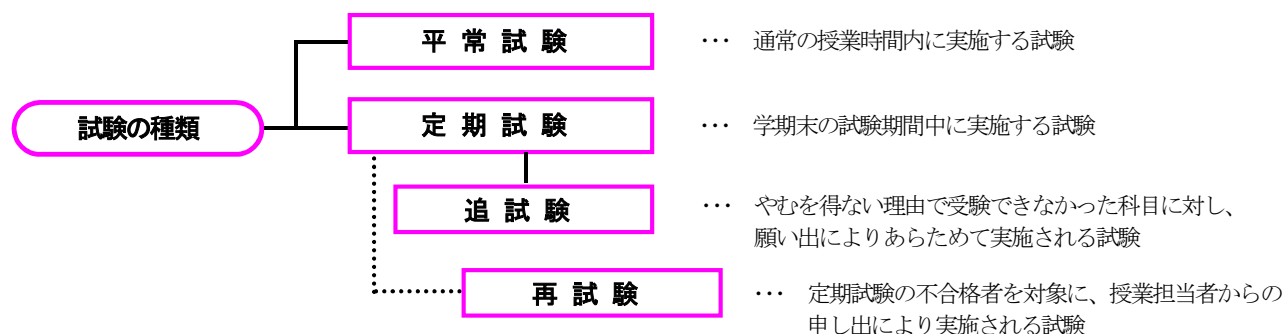 平 常 試 験 ･･･ 通常の授業時間内に実施する試験
試験の種類
定 期 試 験 ･･･ 学期末の試験期間中に実施する試験
追 試 験 ･･･ やむを得ない理由で受験できなかった科目に対し、
願い出によりあらためて実施される試験
再 試 験 ･･･ 定期試験の不合格者を対象に、授業担当者からの
申し出により実施される試験